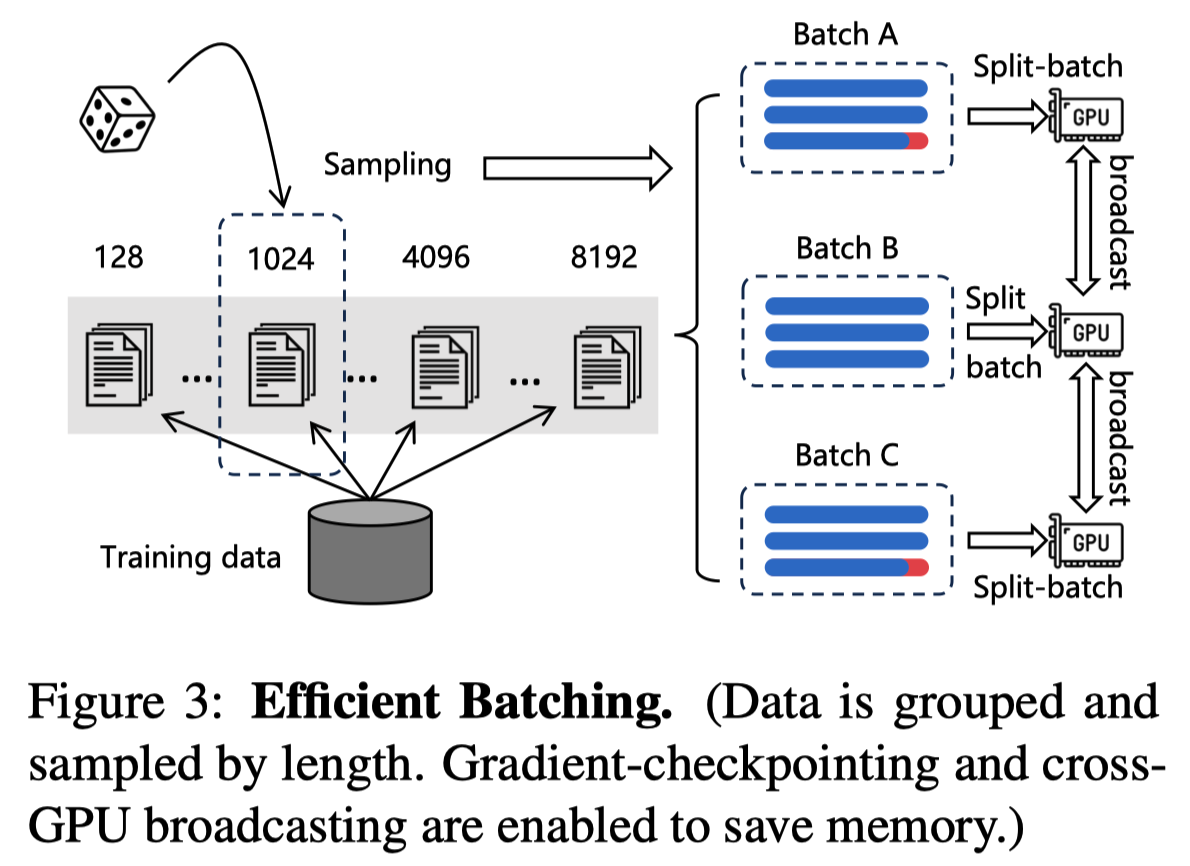 Batch A
Split-batch
GPU
Sampling
broadcast
128
1024
4096
8192
Batch B
Split
batch
GPU
... ... ...
broadcast
Batch C
Training data
GPU
Split-batch
Figure 3: Efficient Batching. (Data is grouped and
sampled by length. Gradient-checkpointing and cross-
GPU broadcasting are enabled to save memory.)